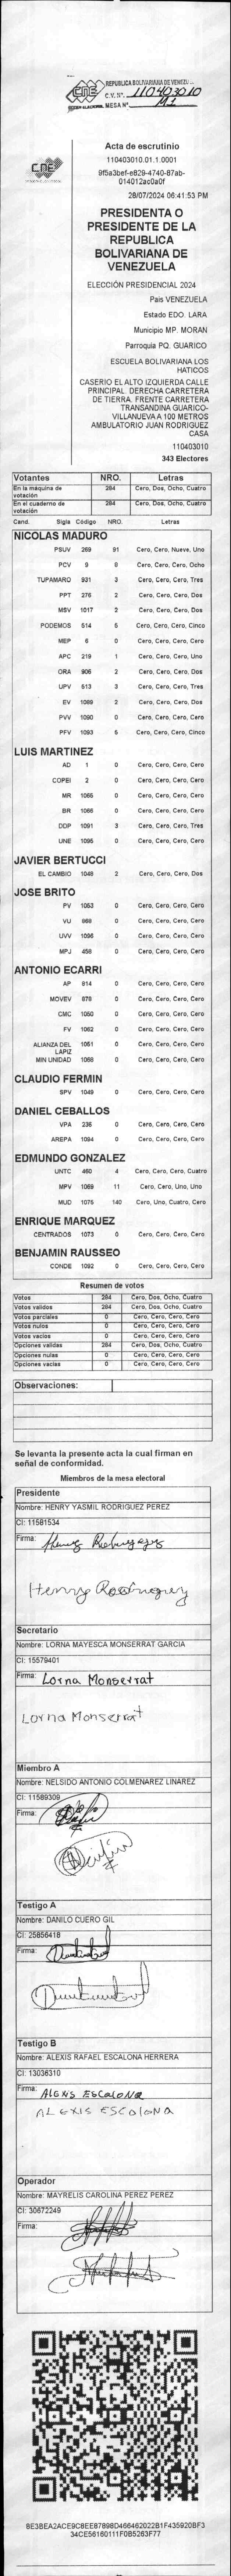 REPUBLICA BOLIVARIANA DE VENEZU
C.V. N°. 110403010
MESA N° M1
CNE
PODER ELECTORAL
CNE
Acta de escrutinio
110403010.01.1.0001
9f5a3bef-e829-4740-87ab-
014012ac0a0f
28/07/2024 06:41:53 PM
PRESIDENTA O
PRESIDENTE DE LA
REPUBLICA
BOLIVARIANA DE
VENEZUELA
ELECCIÓN PRESIDENCIAL 2024
Pais VENEZUELA
Estado EDO. LARA
Municipio MP. MORAN
Parroquia PQ. GUARICO
ESCUELA BOLIVARIANA LOS
HATICOS
CASERIO EL ALTO IZQUIERDA CALLE
PRINCIPAL. DERECHA CARRETERA
DE TIERRA. FRENTE CARRETERA
TRANSANDINA GUARICO-
VILLANUEVA A 100 METROS
AMBULATORIO JUAN RODRIGUEZ
CASA
110403010
343 Electores
Votantes NRO. Letras
En la máquina de votación 284 Cero, Dos, Ocho, Cuatro
En el cuaderno de votación 284 Cero, Dos, Ocho, Cuatro
Cand. Sigla Código NRO. Letras
NICOLAS MADURO
PSUV 269 91 Cero, Cero, Nueve, Uno
PCV 9 8 Cero, Cero, Cero, Ocho
TUPAMARO 931 3 Cero, Cero, Cero, Tres
PPT 276 2 Cero, Cero, Cero, Dos
MSV 1017 2 Cero, Cero, Cero, Dos
PODEMOS 514 5 Cero, Cero, Cero, Cinco
MEP 6 0 Cero, Cero, Cero, Cero
APC 219 1 Cero, Cero, Cero, Uno
ORA 906 2 Cero, Cero, Cero, Dos
UPV 613 3 Cero, Cero, Cero, Tres
EV 1089 2 Cero, Cero, Cero, Dos
PVV 1090 0 Cero, Cero, Cero, Cero
PFV 1093 5 Cero, Cero, Cero, Cinco
LUIS MARTINEZ
AD 1 0 Cero, Cero, Cero, Cero
COPEI 2 0 Cero, Cero, Cero, Cero
MR 1065 0 Cero, Cero, Cero, Cero
BR 1066 0 Cero, Cero, Cero, Cero
DDP 1091 3 Cero, Cero, Cero, Tres
UNE 1095 0 Cero, Cero, Cero, Cero
JAVIER BERTUCCI
EL CAMBIO 1048 2 Cero, Cero, Cero, Dos
JOSE BRITO
PV 1053 0 Cero, Cero, Cero, Cero
VU 868 0 Cero, Cero, Cero, Cero
UVV 1096 0 Cero, Cero, Cero, Cero
MPJ 458 0 Cero, Cero, Cero, Cero
ANTONIO ECARRI
AP 814 0 Cero, Cero, Cero, Cero
MOVEV 878 0 Cero, Cero, Cero, Cero
CMC 1050 0 Cero, Cero, Cero, Cero
FV 1062 0 Cero, Cero, Cero, Cero
ALIANZA DEL LAPIZ 1051 0 Cero, Cero, Cero, Cero
MIN UNIDAD 1068 0 Cero, Cero, Cero, Cero
CLAUDIO FERMIN
SPV 1049 0 Cero, Cero, Cero, Cero
DANIEL CEBALLOS
VPA 236 0 Cero, Cero, Cero, Cero
AREPA 1094 0 Cero, Cero, Cero, Cero
EDMUNDO GONZALEZ
UNTC 460 4 Cero, Cero, Cero, Cuatro
MPV 1069 11 Cero, Cero, Uno, Uno
MUD 1075 140 Cero, Uno, Cuatro, Cero
ENRIQUE MARQUEZ
CENTRADOS 1073 0 Cero, Cero, Cero, Cero
BENJAMIN RAUSSEO
CONDE 1092 0 Cero, Cero, Cero, Cero
Resumen de votos
Votos 284 Cero, Dos, Ocho, Cuatro
Votos validos 284 Cero, Dos, Ocho, Cuatro
Votos parciales 0 Cero, Cero, Cero, Cero
Votos nulos 0 Cero, Cero, Cero, Cero
Votos vacios 0 Cero, Cero, Cero, Cero
Opciones validas 284 Cero, Dos, Ocho, Cuatro
Opciones nulas 0 Cero, Cero, Cero, Cero
Opciones vacias 0 Cero, Cero, Cero, Cero
Observaciones:
Se levanta la presente acta la cual firman en
señal de conformidad.
Miembros de la mesa electoral
Presidente
Nombre: HENRY YASMIL RODRIGUEZ PEREZ
CI: 11581534
Firma: Henry Rodriguez
Henry Rodriguez
Secretario
Nombre: LORNA MAYESCA MONSERRAT GARCIA
CI: 15579401
Firma: Lorna Monserrat
Lorna Monserrat
Miembro A
Nombre: NELSIDO ANTONIO COLMENAREZ LINAREZ
CI: 11589309
Firma:
Testigo A
Nombre: DANILO CUERO GIL
CI: 25856418
Firma:
Testigo B
Nombre: ALEXIS RAFAEL ESCALONA HERRERA
CI: 13036310
Firma: ALEXIS ESCALONA
ALEXIS ESCALONA
Operador
Nombre: MAYRELIS CAROLINA PEREZ PEREZ
CI: 30672249
Firma:
8E3BEA2ACE9C8EE87898D466462022B1F435920BF3
34CE56160111F0B5263F77